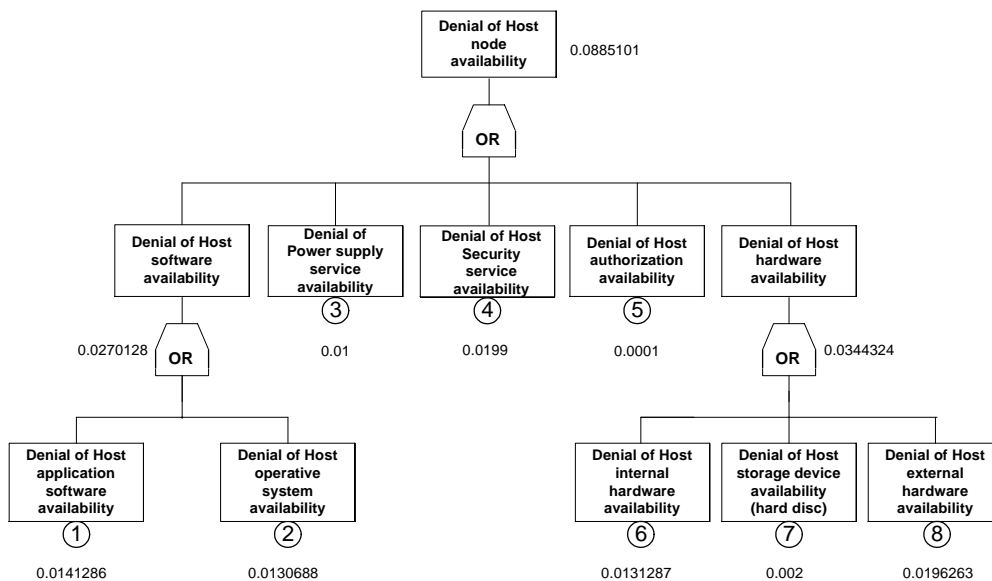 Denial of Host
node
availability
0.0885101
OR
Denial of Host
software
availability
Denial of
Power supply
service
availability
3
Denial of Host
Security
service
availability
4
Denial of Host
authorization
availability
5
Denial of Host
hardware
availability
0.0270128
OR
0.01
0.0199
0.0001
OR
0.0344324
Denial of Host
application
software
availability
1
Denial of Host
operative
system
availability
2
Denial of Host
internal
hardware
availability
6
Denial of Host
storage device
availability
(hard disc)
7
Denial of Host
external
hardware
availability
8
0.0141286
0.0130688
0.0131287
0.002
0.0196263